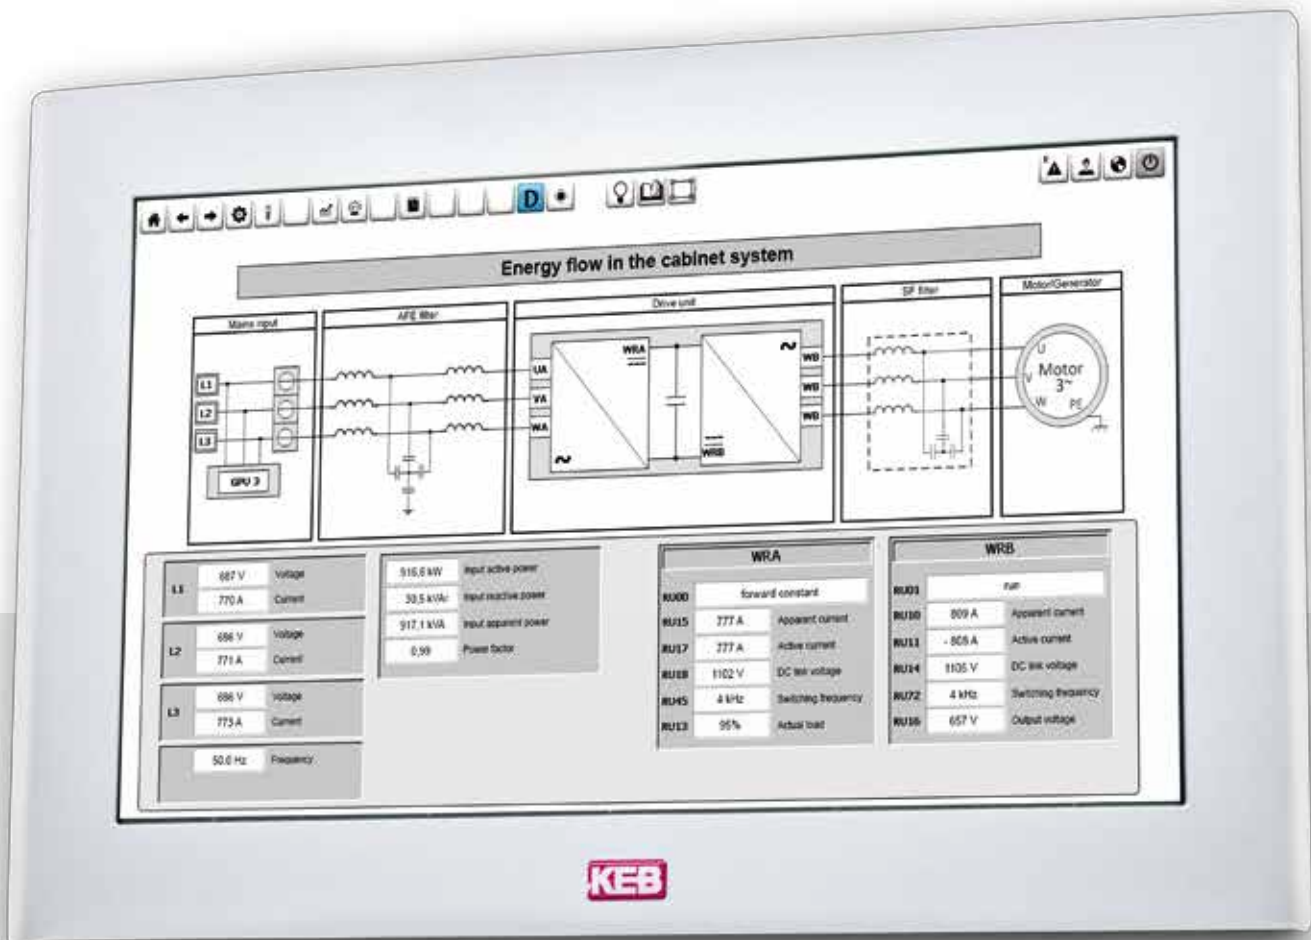 D
Energy flow in the cabinet system
Mains input
AFE filter
Drive unit
SF filter
Motor/Generator
L1
L2
L3
GPU 3
UA
VA
WA
WRA
WRB
WB
WB
WB
U
V
W
PE
Motor
3~
L1
687 V Voltage
770 A Current
L2
686 V Voltage
771 A Current
L3
686 V Voltage
773 A Current
50.0 Hz Frequency
916,6 kW Input active power
30,5 kVAr Input reactive power
917,1 kVA Input apparent power
0,99 Power factor
WRA
RU00 forward constant
RU15 777 A Apparent current
RU17 777 A Active current
RU18 1102 V DC link voltage
RU45 4 kHz Switching frequency
RU13 95% Actual load
WRB
RU01 run
RU10 809 A Apparent current
RU11 - 808 A Active current
RU14 1105 V DC link voltage
RU72 4 kHz Switching frequency
RU16 657 V Output voltage
KEB